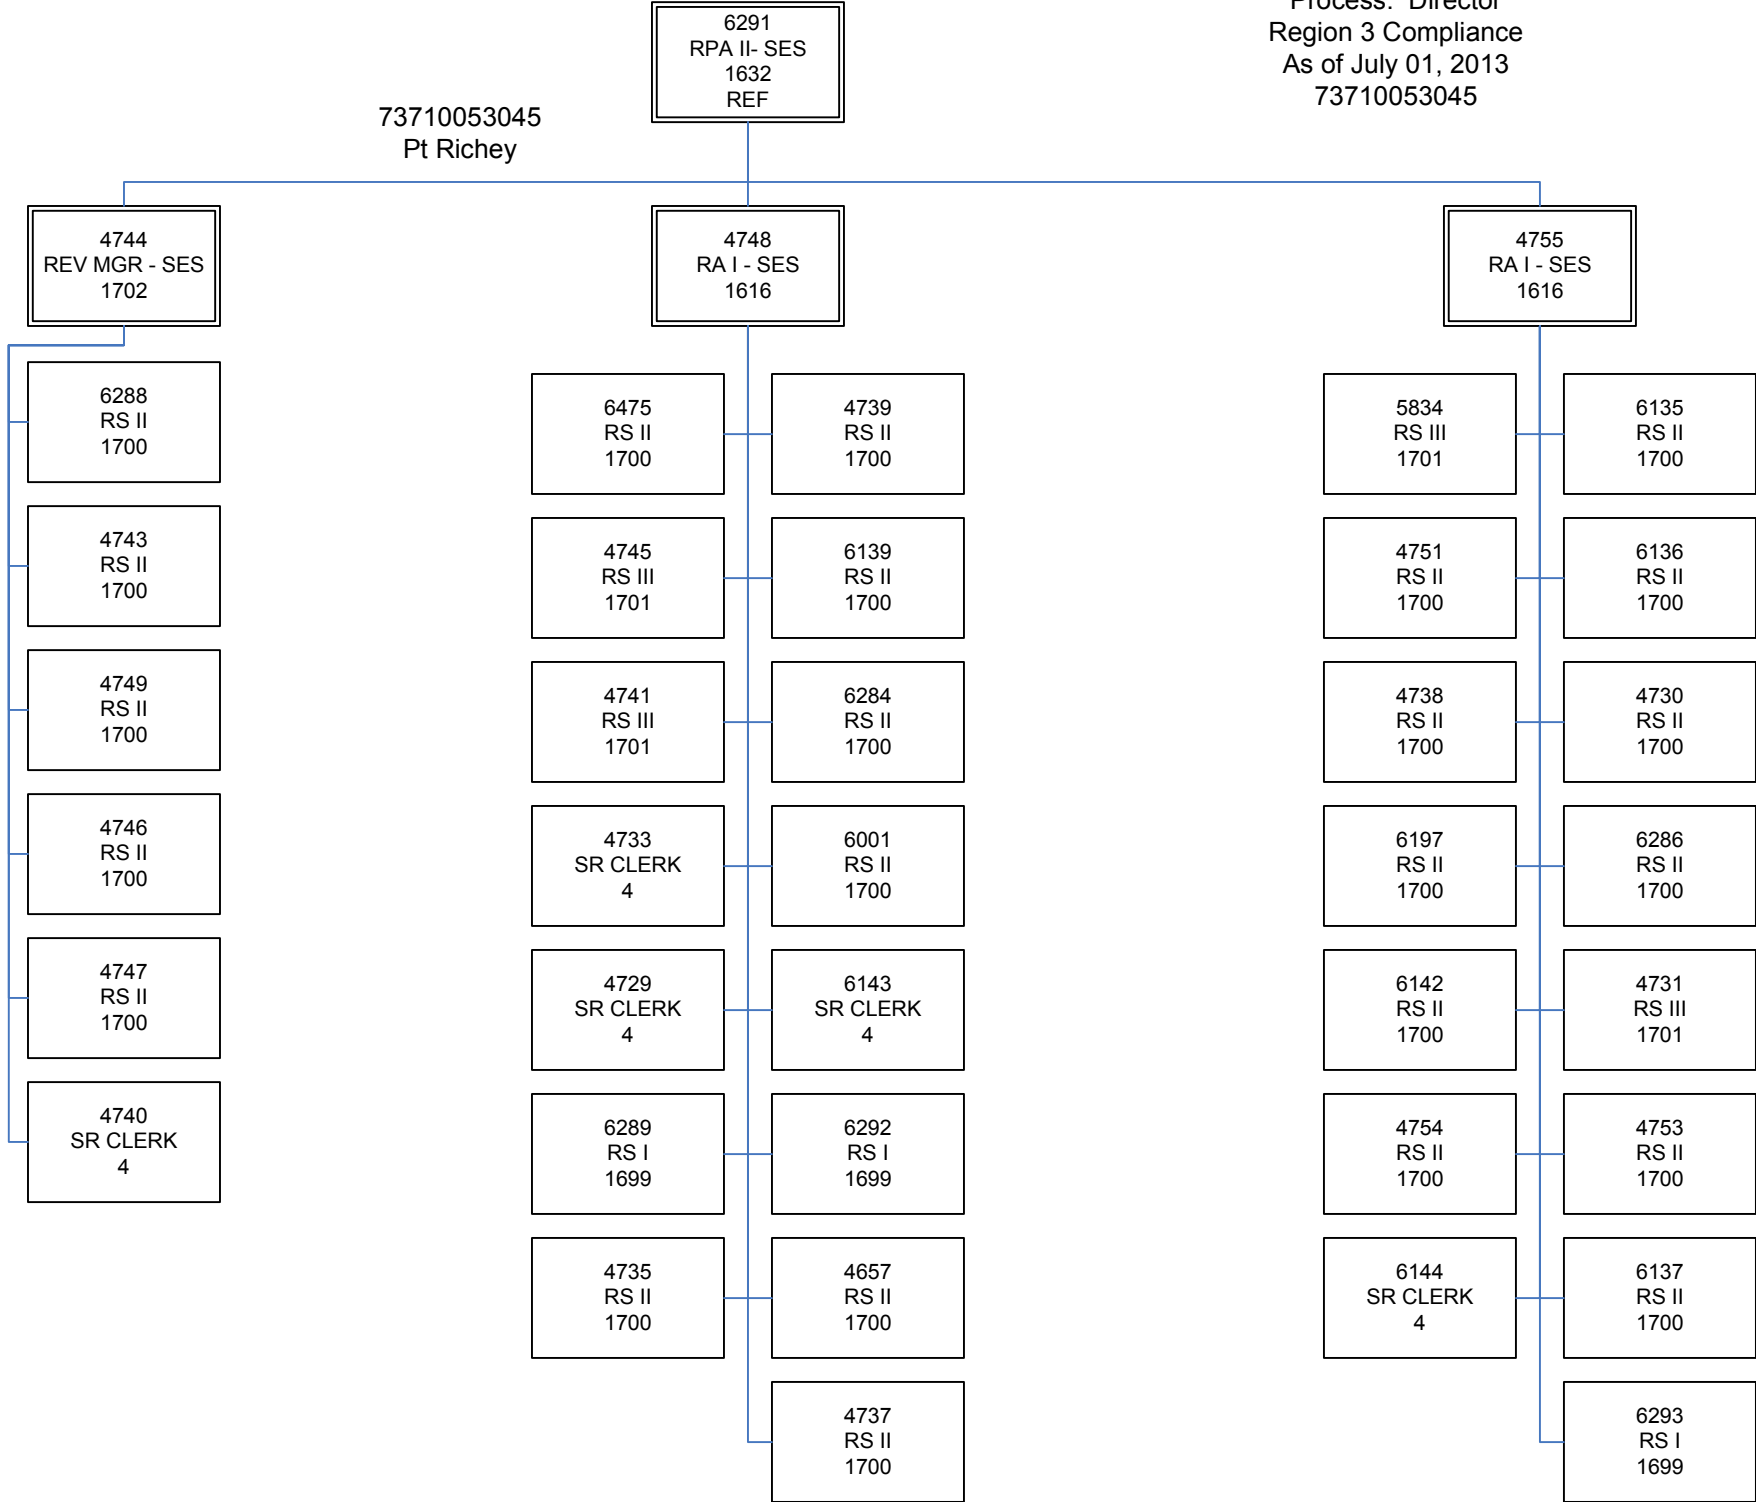 6291
RPA II- SES
1632
REF
Process: Director
Region 3 Compliance
As of July 01, 2013
73710053045
73710053045
Pt Richey
4744
REV MGR - SES
1702
4748
RA I - SES
1616
4755
RA I - SES
1616
6288
RS II
1700
4743
RS II
1700
4749
RS II
1700
4746
RS II
1700
4747
RS II
1700
4740
SR CLERK
4
6475
RS II
1700
4739
RS II
1700
4745
RS III
1701
6139
RS II
1700
4741
RS III
1701
6284
RS II
1700
4733
SR CLERK
4
6001
RS II
1700
4729
SR CLERK
4
6143
SR CLERK
4
6289
RS I
1699
6292
RS I
1699
4735
RS II
1700
4657
RS II
1700
4737
RS II
1700
5834
RS III
1701
6135
RS II
1700
4751
RS II
1700
6136
RS II
1700
4738
RS II
1700
4730
RS II
1700
6197
RS II
1700
6286
RS II
1700
6142
RS II
1700
4731
RS III
1701
4754
RS II
1700
4753
RS II
1700
6144
SR CLERK
4
6137
RS II
1700
6293
RS I
1699